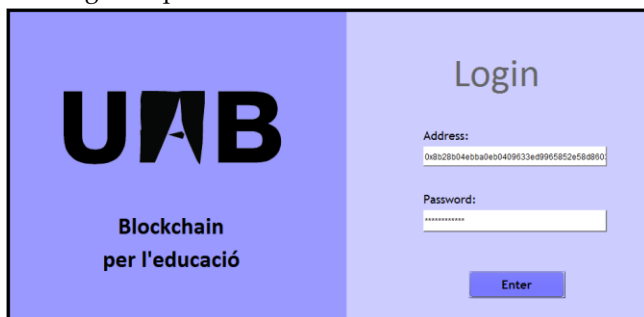 UAB
Blockchain
per l'educació
Login
Address:
0x8b28b04ebba0eb0409633ed9965852e58d860
Password:
************
Enter